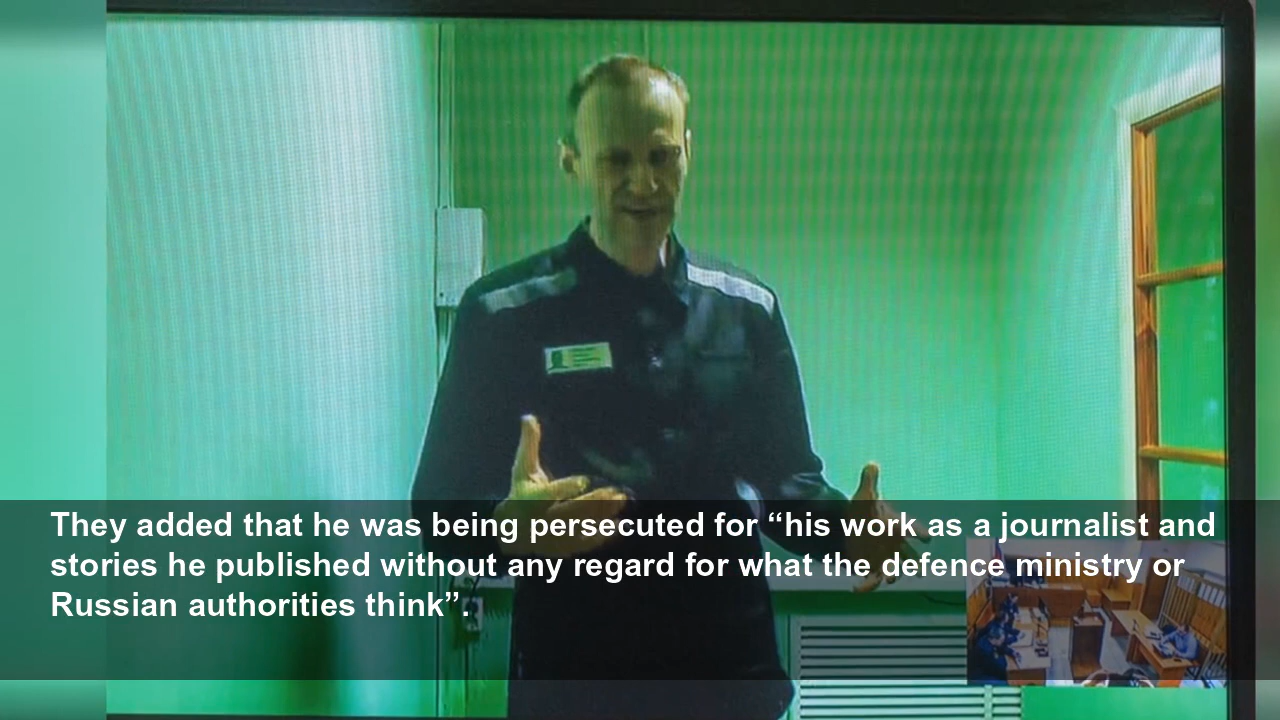 They added that he was being persecuted for “his work as a journalist and
stories he published without any regard for what the defence ministry or
Russian authorities think”.